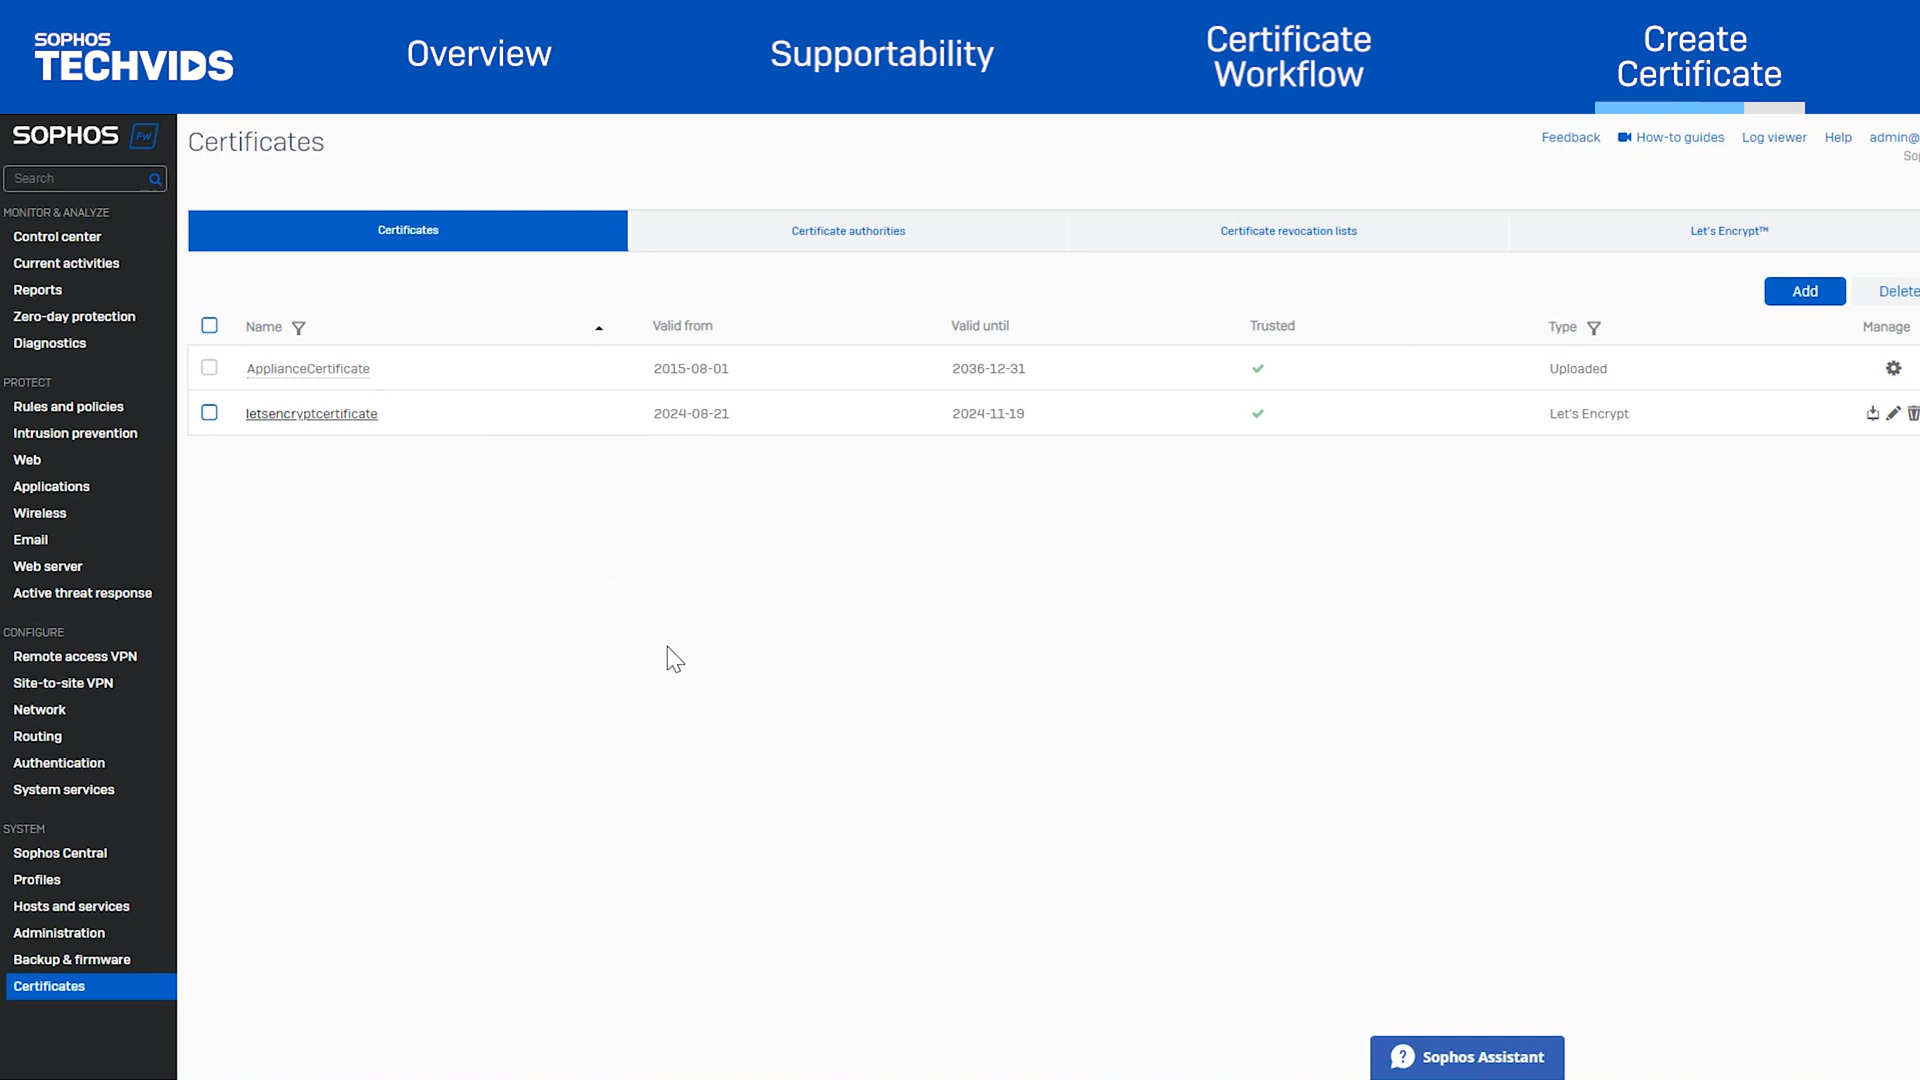 SOPHOS
TECHVIDS
Overview
Supportability
Certificate
Workflow
Create
Certificate
SOPHOS Fw
Search
MONITOR & ANALYZE
Control center
Current activities
Reports
Zero-day protection
Diagnostics
PROTECT
Rules and policies
Intrusion prevention
Web
Applications
Wireless
Email
Web server
Active threat response
CONFIGURE
Remote access VPN
Site-to-site VPN
Network
Routing
Authentication
System services
SYSTEM
Sophos Central
Profiles
Hosts and services
Administration
Backup & firmware
Certificates
Certificates
Feedback How-to guides Log viewer Help admin@
So
Certificates Certificate authorities Certificate revocation lists Let's Encrypt™
Add Delete
Name Valid from Valid until Trusted Type Manage
ApplianceCertificate 2015-08-01 2036-12-31 Uploaded
letsencryptcertificate 2024-08-21 2024-11-19 Let's Encrypt
? Sophos Assistant